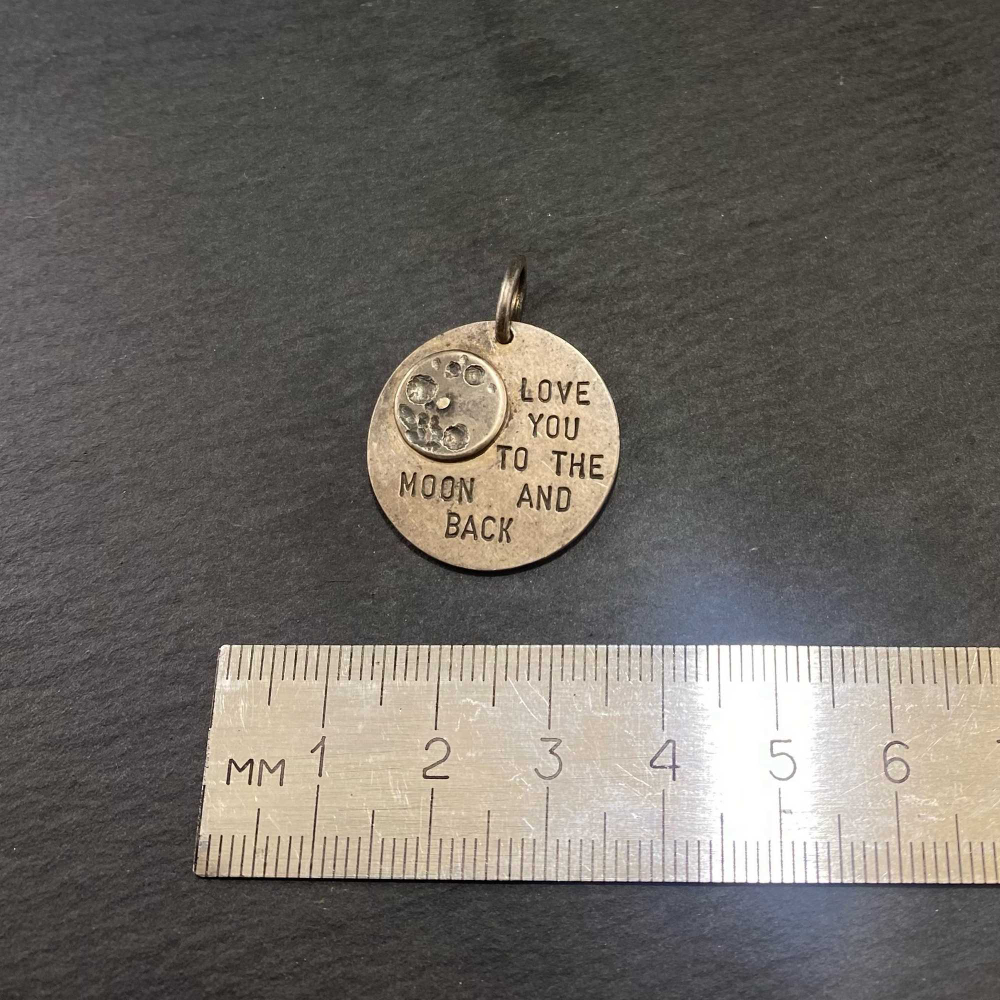 LOVE
YOU
TO THE
MOON AND
BACK
MM 1 2 3 4 5 6